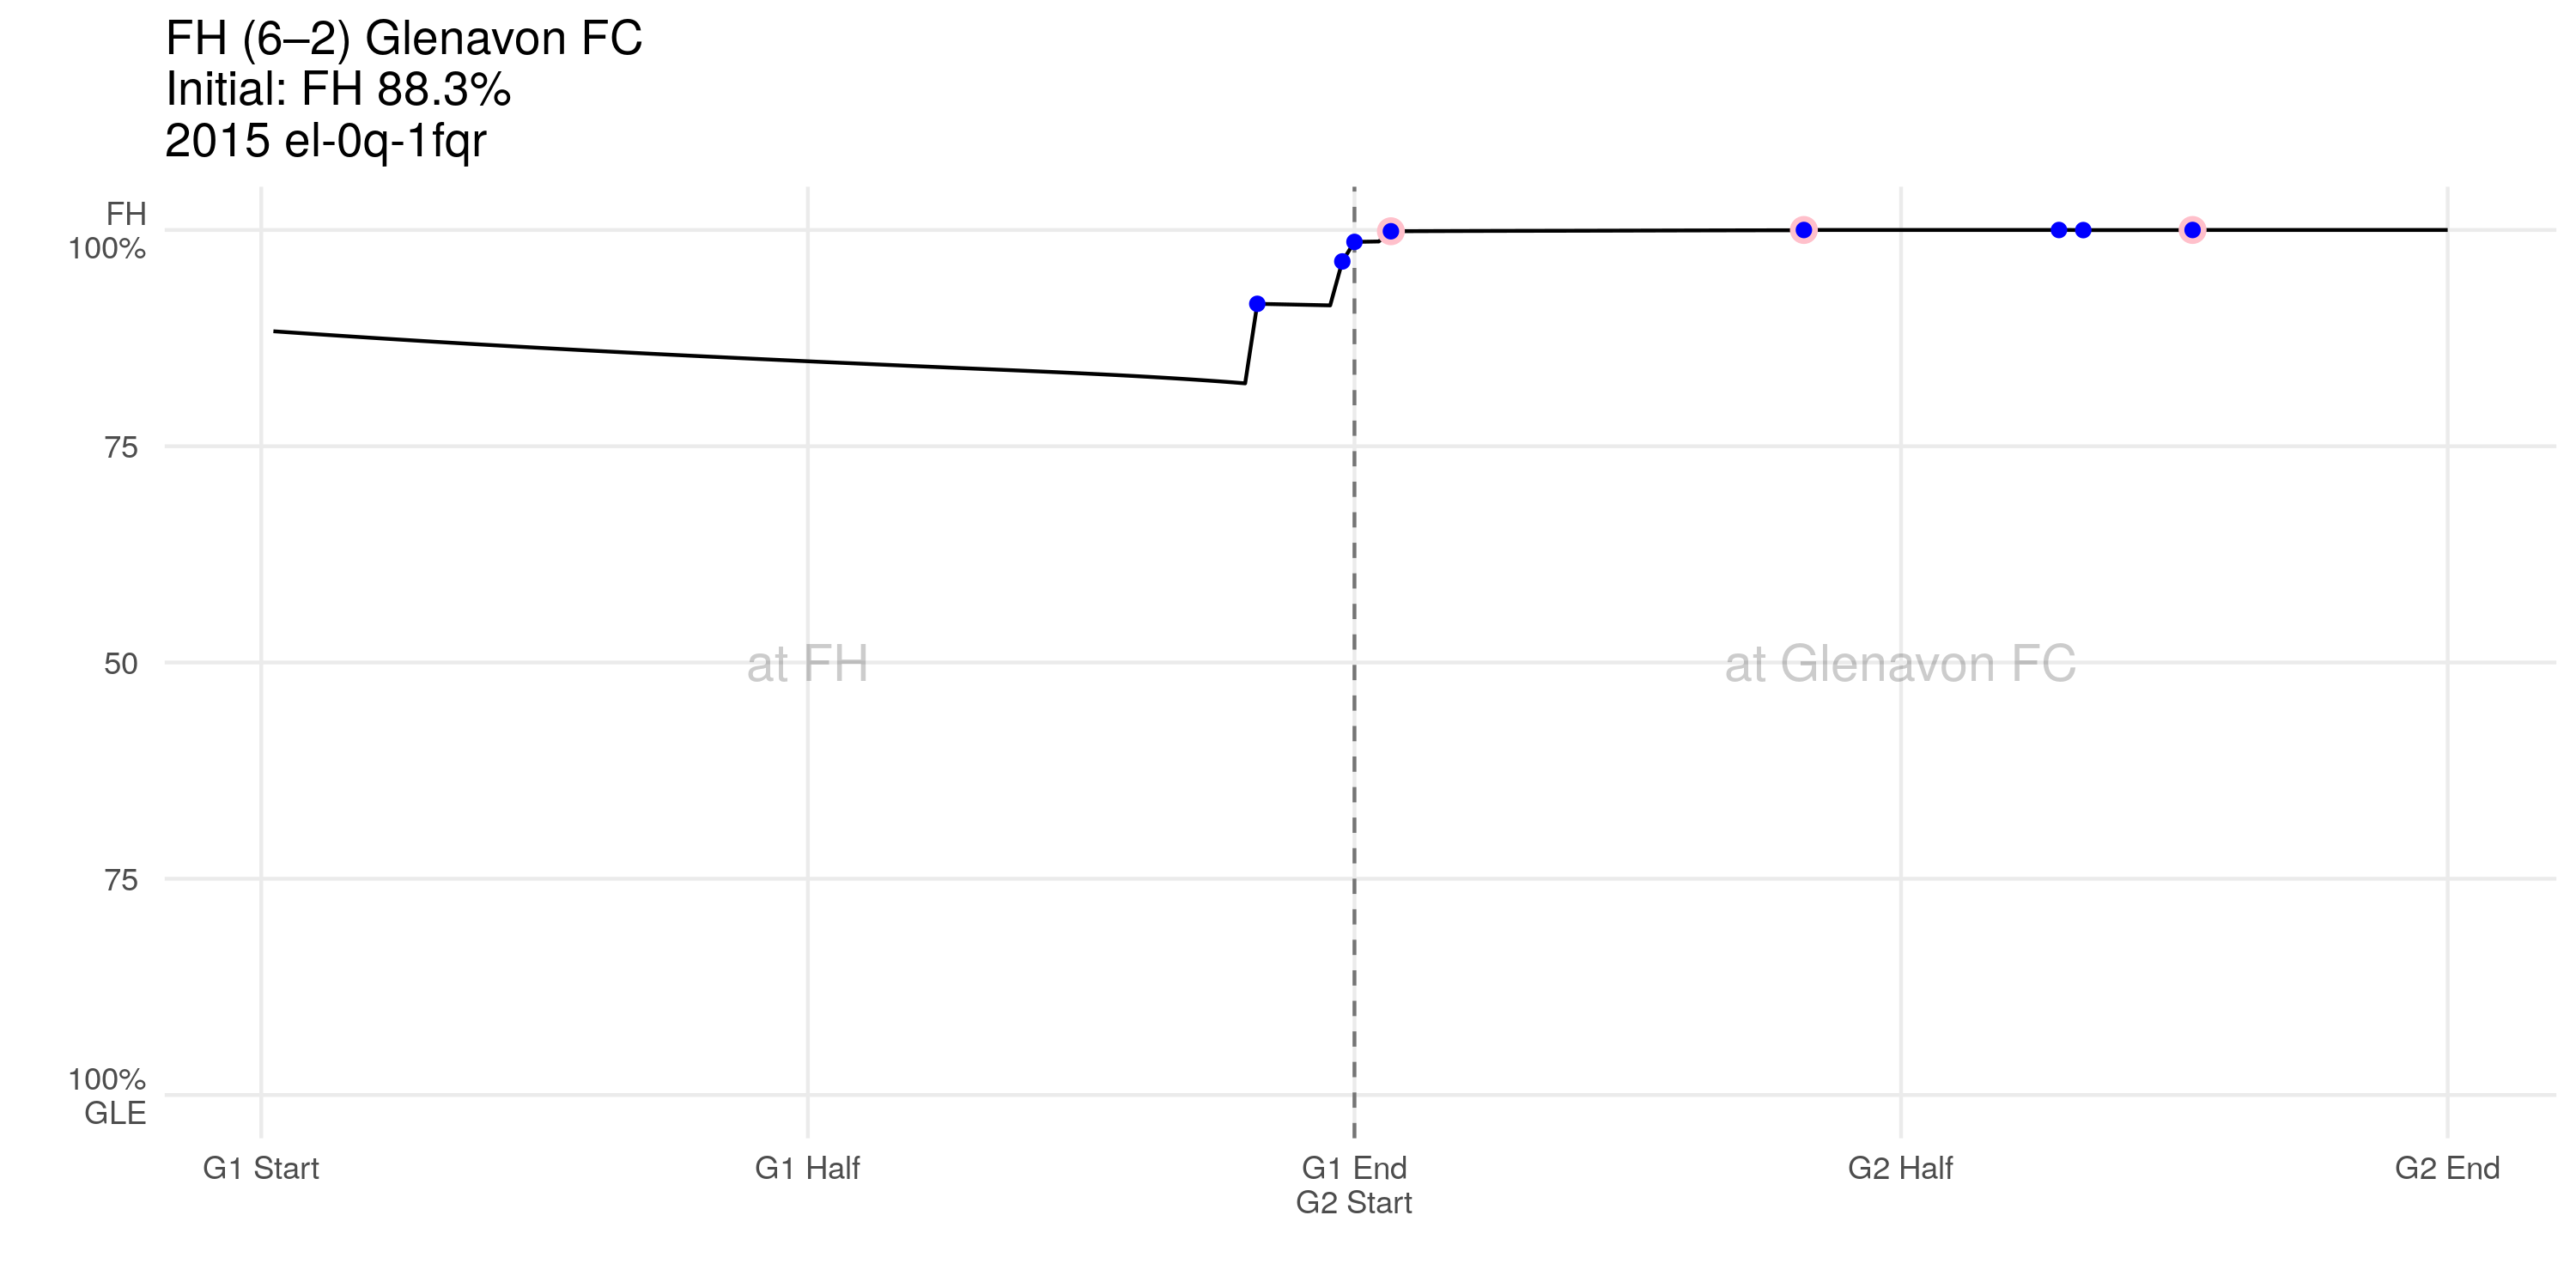 FH (6–2) Glenavon FC
Initial: FH 88.3%
2015 el-0q-1fqr
FH
100%
75
50
75
100%
GLE
at FH
at Glenavon FC
G1 Start
G1 Half
G1 End
G2 Start
G2 Half
G2 End